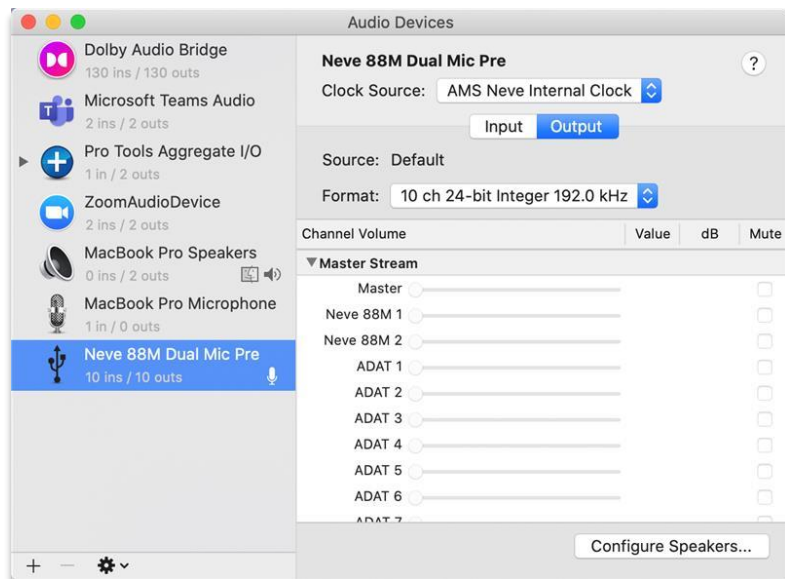 Audio Devices
Dolby Audio Bridge
130 ins / 130 outs
Microsoft Teams Audio
2 ins / 2 outs
Pro Tools Aggregate I/O
1 in / 2 outs
ZoomAudioDevice
2 ins / 2 outs
MacBook Pro Speakers
0 ins / 2 outs
MacBook Pro Microphone
1 in / 0 outs
Neve 88M Dual Mic Pre
10 ins / 10 outs
Neve 88M Dual Mic Pre
?
Clock Source: AMS Neve Internal Clock
Input Output
Source: Default
Format: 10 ch 24-bit Integer 192.0 kHz
Channel Volume Value dB Mute
Master Stream
Master
Neve 88M 1
Neve 88M 2
ADAT 1
ADAT 2
ADAT 3
ADAT 4
ADAT 5
ADAT 6
ADAT 7
Configure Speakers...